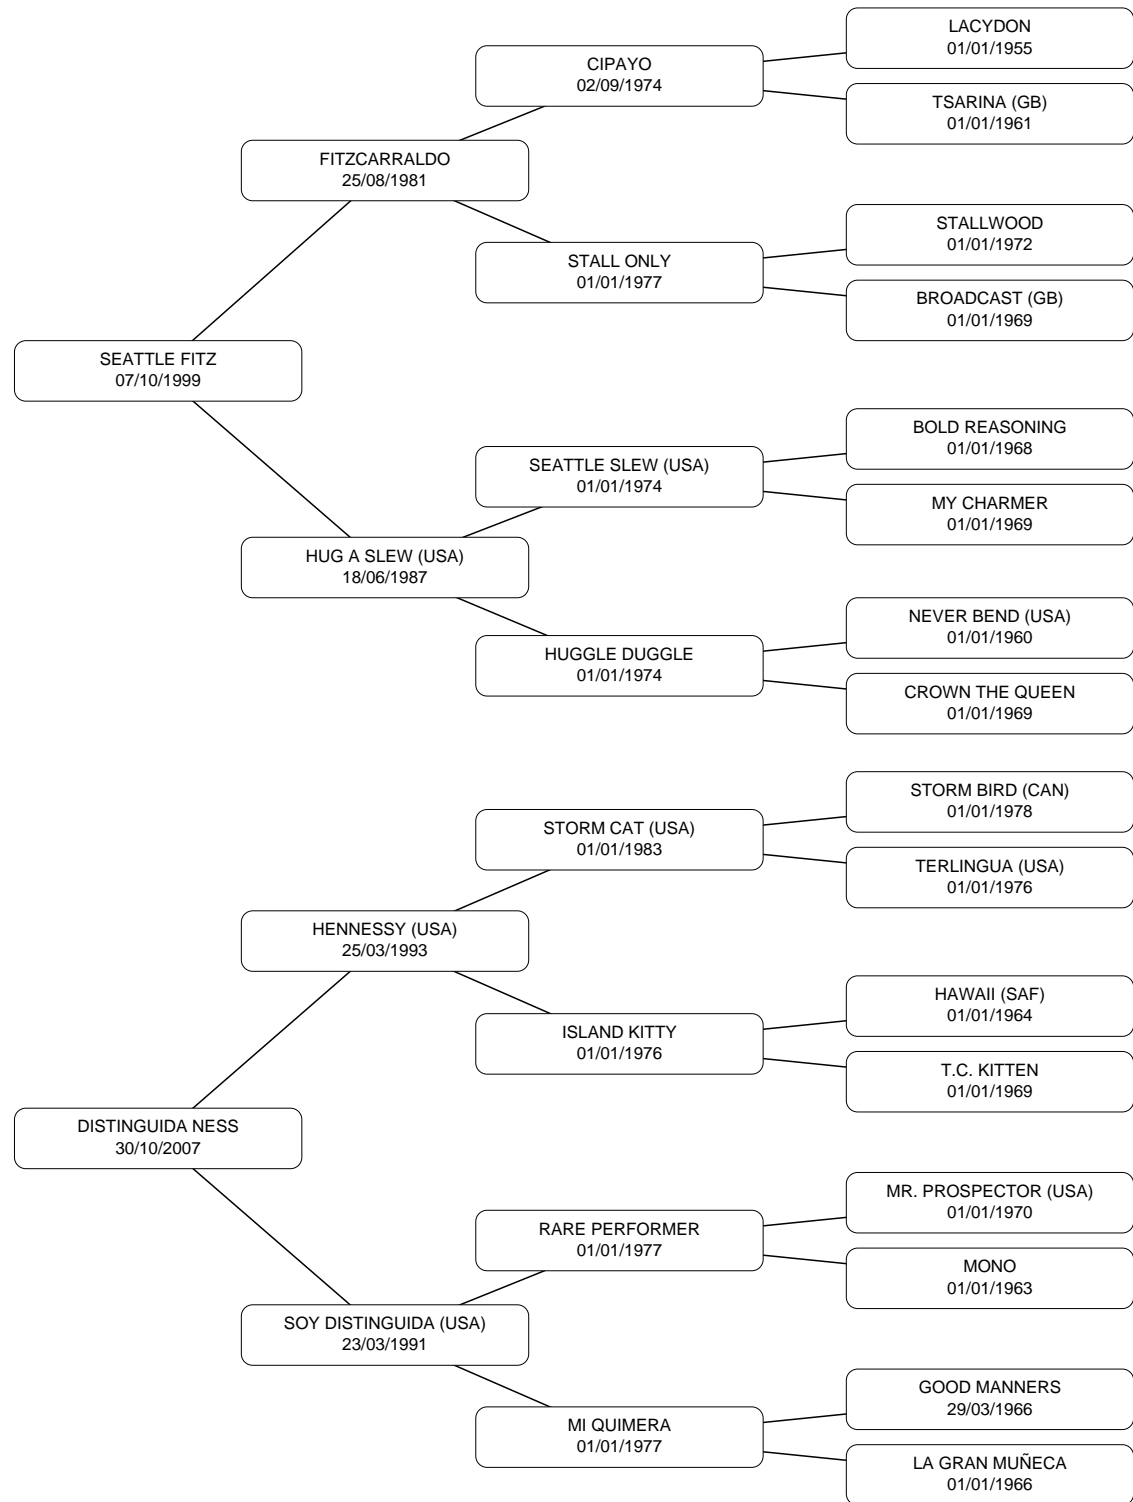 LACYDON
01/01/1955
CIPAYO
02/09/1974
TSARINA (GB)
01/01/1961
FITZCARRALDO
25/08/1981
STALLWOOD
01/01/1972
STALL ONLY
01/01/1977
BROADCAST (GB)
01/01/1969
SEATTLE FITZ
07/10/1999
BOLD REASONING
01/01/1968
SEATTLE SLEW (USA)
01/01/1974
MY CHARMER
01/01/1969
HUG A SLEW (USA)
18/06/1987
NEVER BEND (USA)
01/01/1960
HUGGLE DUGGLE
01/01/1974
CROWN THE QUEEN
01/01/1969
STORM BIRD (CAN)
01/01/1978
STORM CAT (USA)
01/01/1983
TERLINGUA (USA)
01/01/1976
HENNESSY (USA)
25/03/1993
HAWAII (SAF)
01/01/1964
ISLAND KITTY
01/01/1976
T.C. KITTEN
01/01/1969
DISTINGUIDA NESS
30/10/2007
MR. PROSPECTOR (USA)
01/01/1970
RARE PERFORMER
01/01/1977
MONO
01/01/1963
SOY DISTINGUIDA (USA)
23/03/1991
GOOD MANNERS
29/03/1966
MI QUIMERA
01/01/1977
LA GRAN MUÑECA
01/01/1966